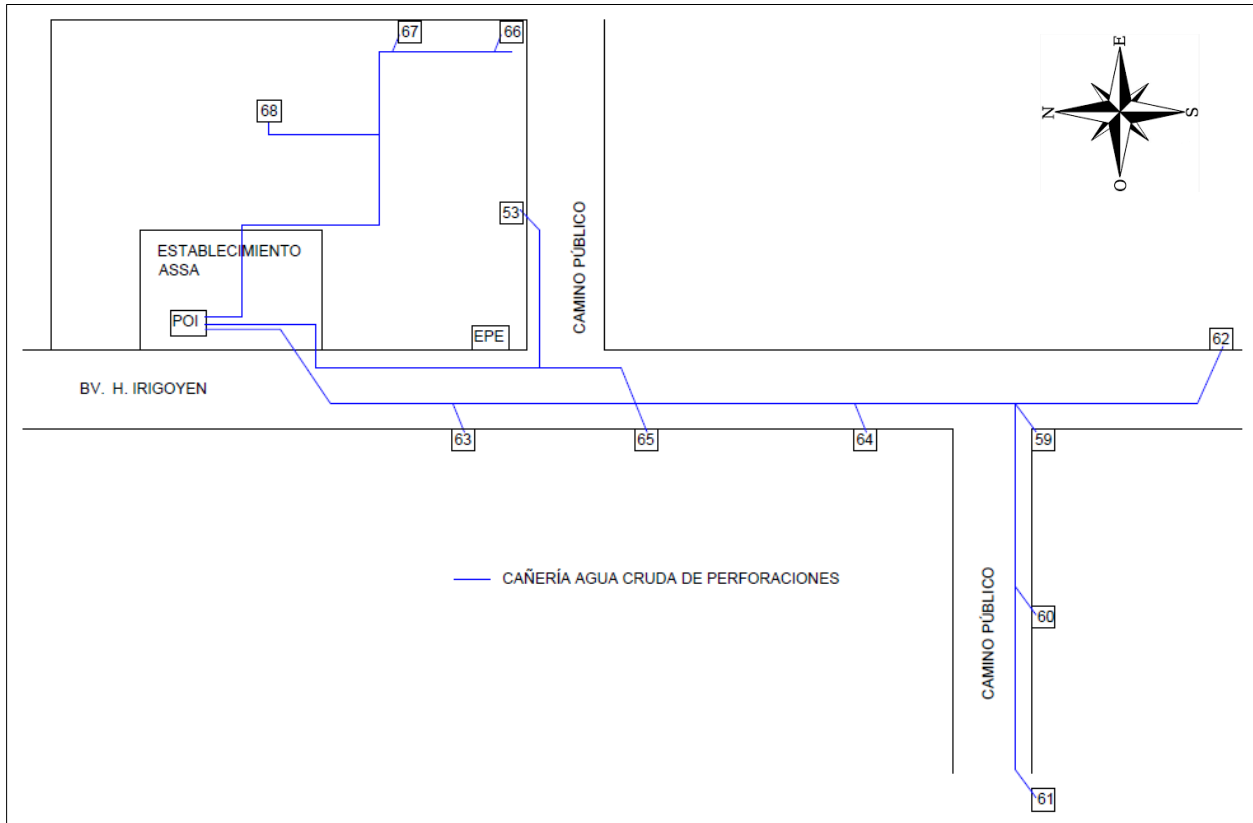 67
66
E
N
S
O
68
53
CAMINO PÚBLICO
ESTABLECIMIENTO
ASSA
POI
EPE
62
BV. H. IRIGOYEN
63
65
64
59
CAÑERÍA AGUA CRUDA DE PERFORACIONES
CAMINO PÚBLICO
60
61